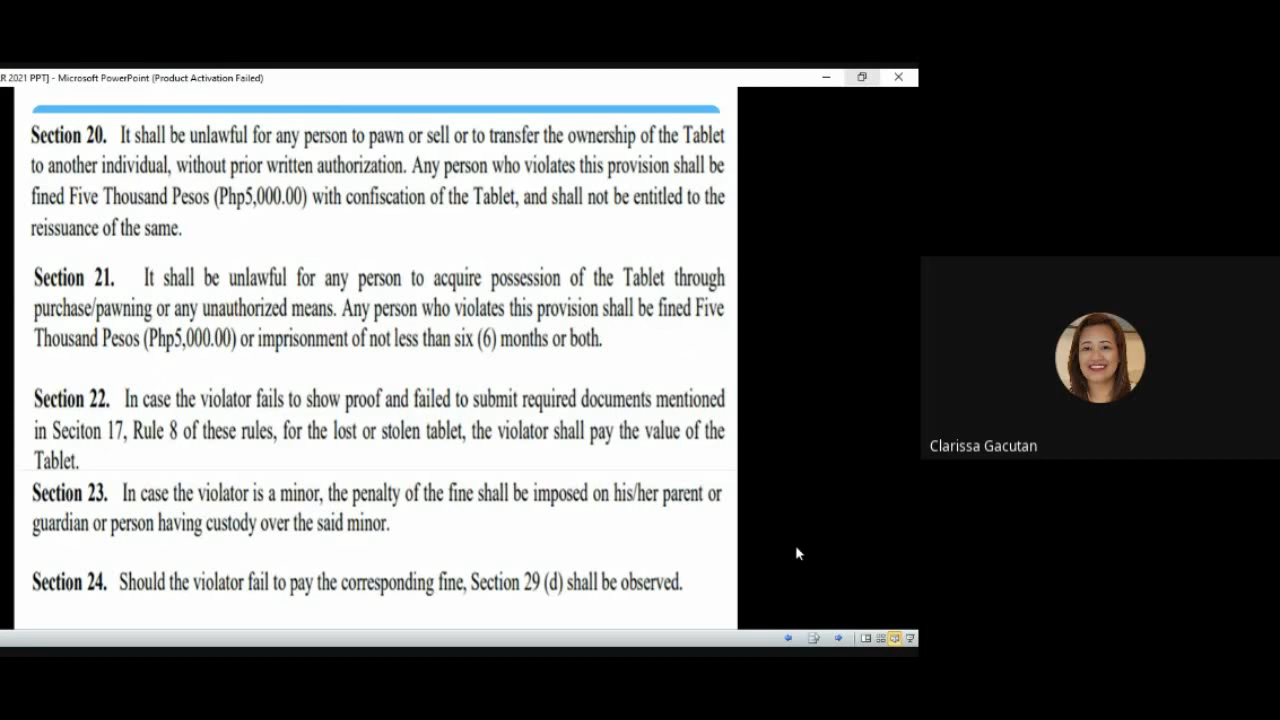 R 2021 PPT] - Microsoft PowerPoint (Product Activation Failed)
Section 20. It shall be unlawful for any person to pawn or sell or to transfer the ownership of the Tablet
to another individual, without prior written authorization. Any person who violates this provision shall be
fined Five Thousand Pesos (Php5,000.00) with confiscation of the Tablet, and shall not be entitled to the
reissuance of the same.
Section 21. It shall be unlawful for any person to acquire possession of the Tablet through
purchase/pawning or any unauthorized means. Any person who violates this provision shall be fined Five
Thousand Pesos (Php5,000.00) or imprisonment of not less than six (6) months or both.
Section 22. In case the violator fails to show proof and failed to submit required documents mentioned
in Seciton 17, Rule 8 of these rules, for the lost or stolen tablet, the violator shall pay the value of the
Tablet.
Section 23. In case the violator is a minor, the penalty of the fine shall be imposed on his/her parent or
guardian or person having custody over the said minor.
Section 24. Should the violator fail to pay the corresponding fine, Section 29 (d) shall be observed.
Clarissa Gacutan